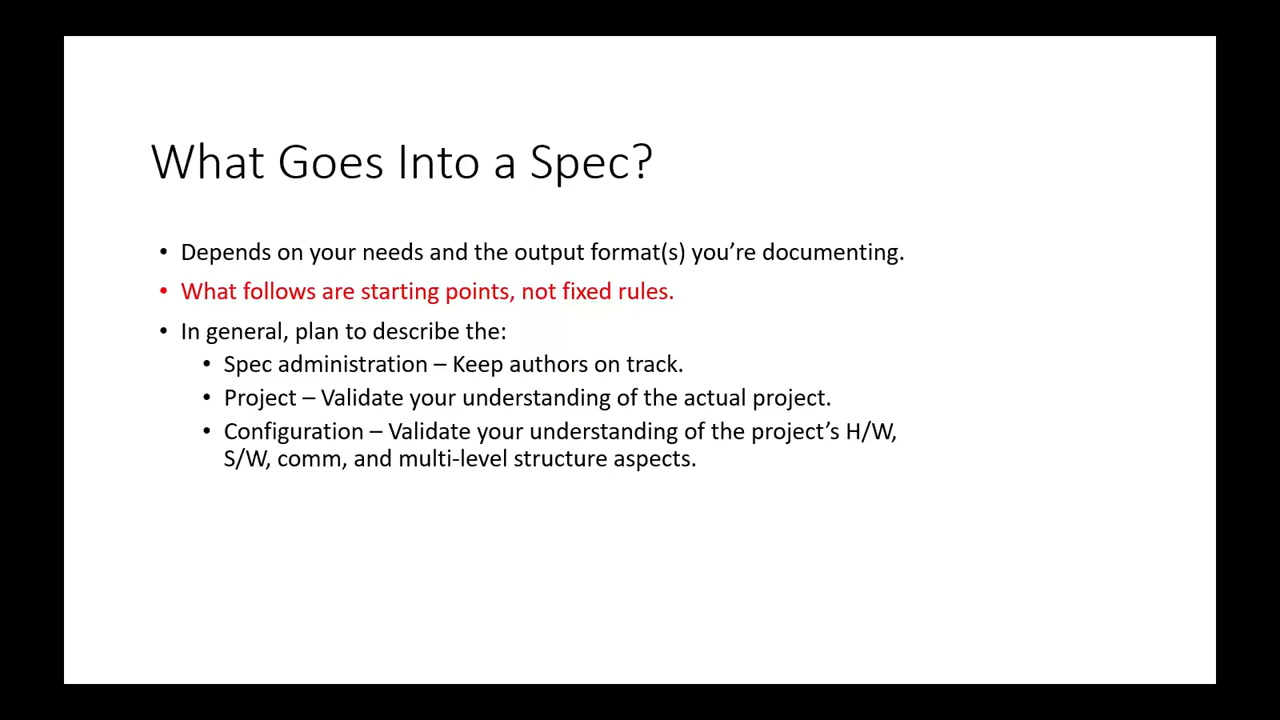 What Goes Into a Spec?
• Depends on your needs and the output format(s) you’re documenting.
• What follows are starting points, not fixed rules.
• In general, plan to describe the:
• Spec administration – Keep authors on track.
• Project – Validate your understanding of the actual project.
• Configuration – Validate your understanding of the project’s H/W,
S/W, comm, and multi-level structure aspects.